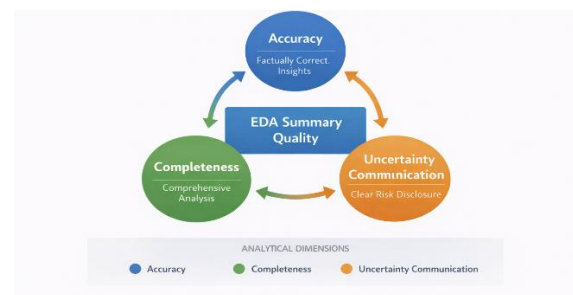 Accuracy
Factually Correct.
Insights
EDA Summary
Quality
Completeness
Comprehensive
Analysis
Uncertainty
Communication
Clear Risk Disclosure
ANALYTICAL DIMENSIONS
Accuracy
Completeness
Uncertainty Communication